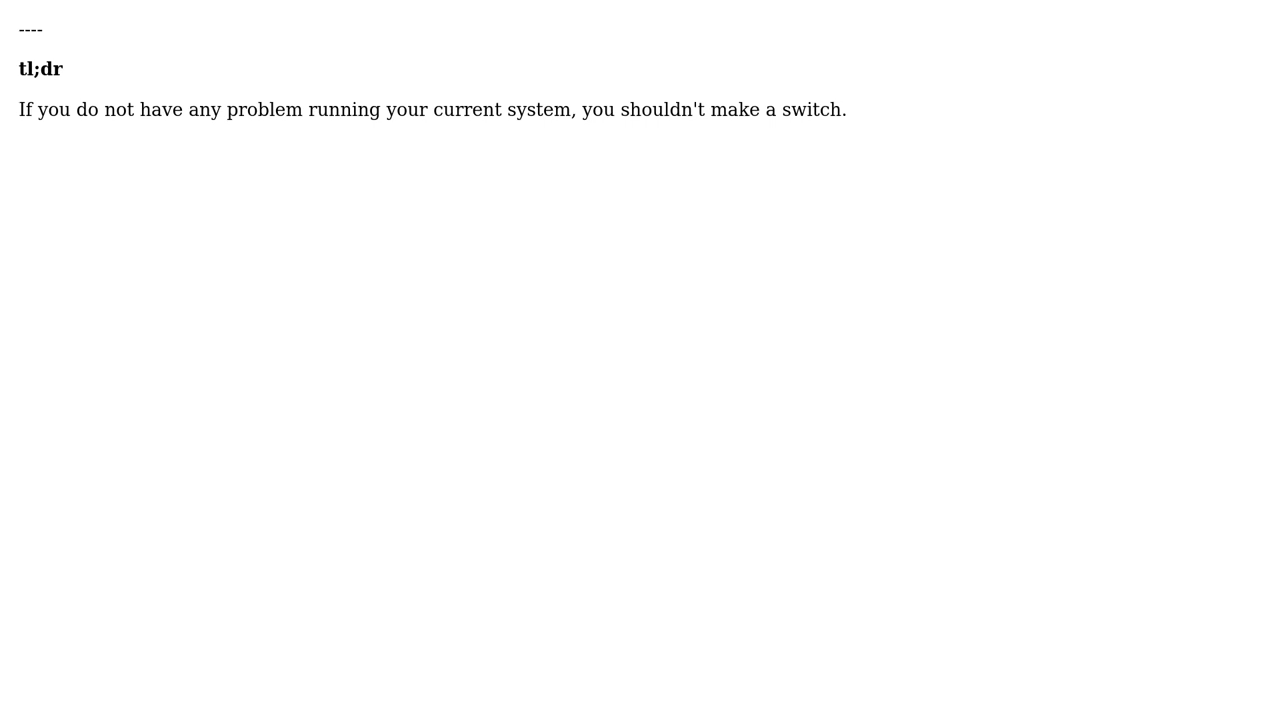 ----
tl;dr
If you do not have any problem running your current system, you shouldn't make a switch.